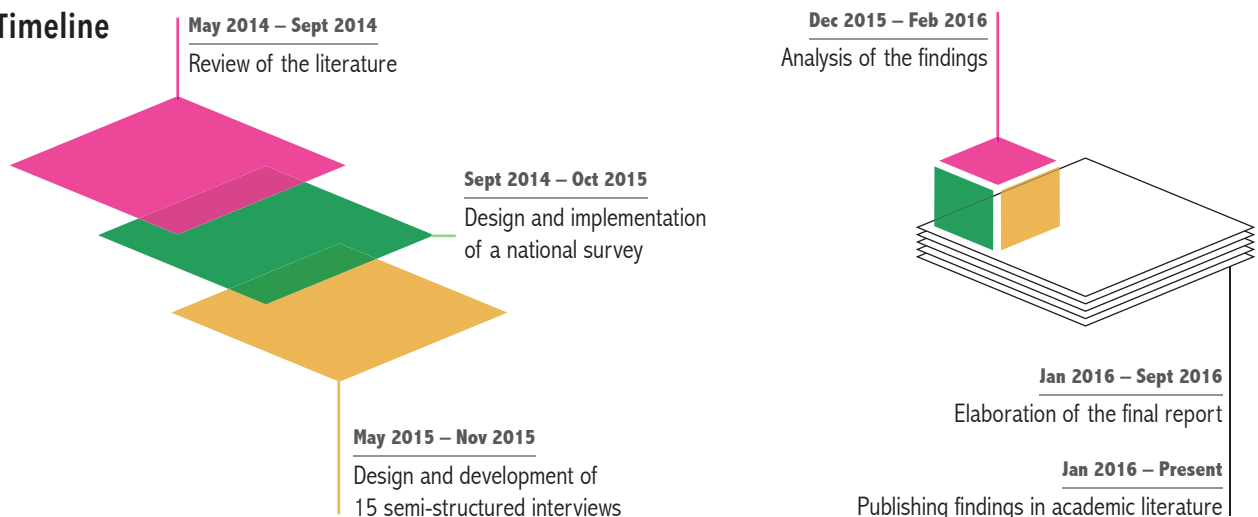 Timeline
May 2014 – Sept 2014
Review of the literature
Sept 2014 – Oct 2015
Design and implementation
of a national survey
May 2015 – Nov 2015
Design and development of
15 semi-structured interviews
Dec 2015 – Feb 2016
Analysis of the findings
Jan 2016 – Sept 2016
Elaboration of the final report
Jan 2016 – Present
Publishing findings in academic literature